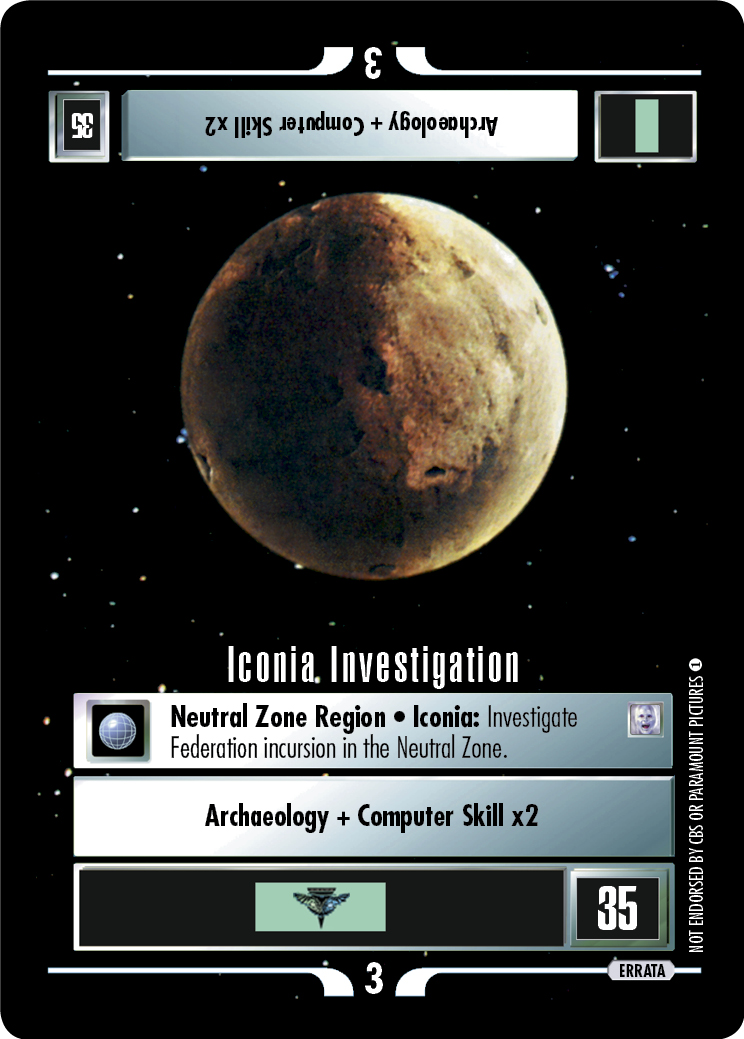 3
35
Archaeology + Computer Skill x2
Iconia Investigation
Neutral Zone Region • Iconia: Investigate
Federation incursion in the Neutral Zone.
Archaeology + Computer Skill x2
35
3
ERRATA
NOT ENDORSED BY CBS OR PARAMOUNT PICTURES 1